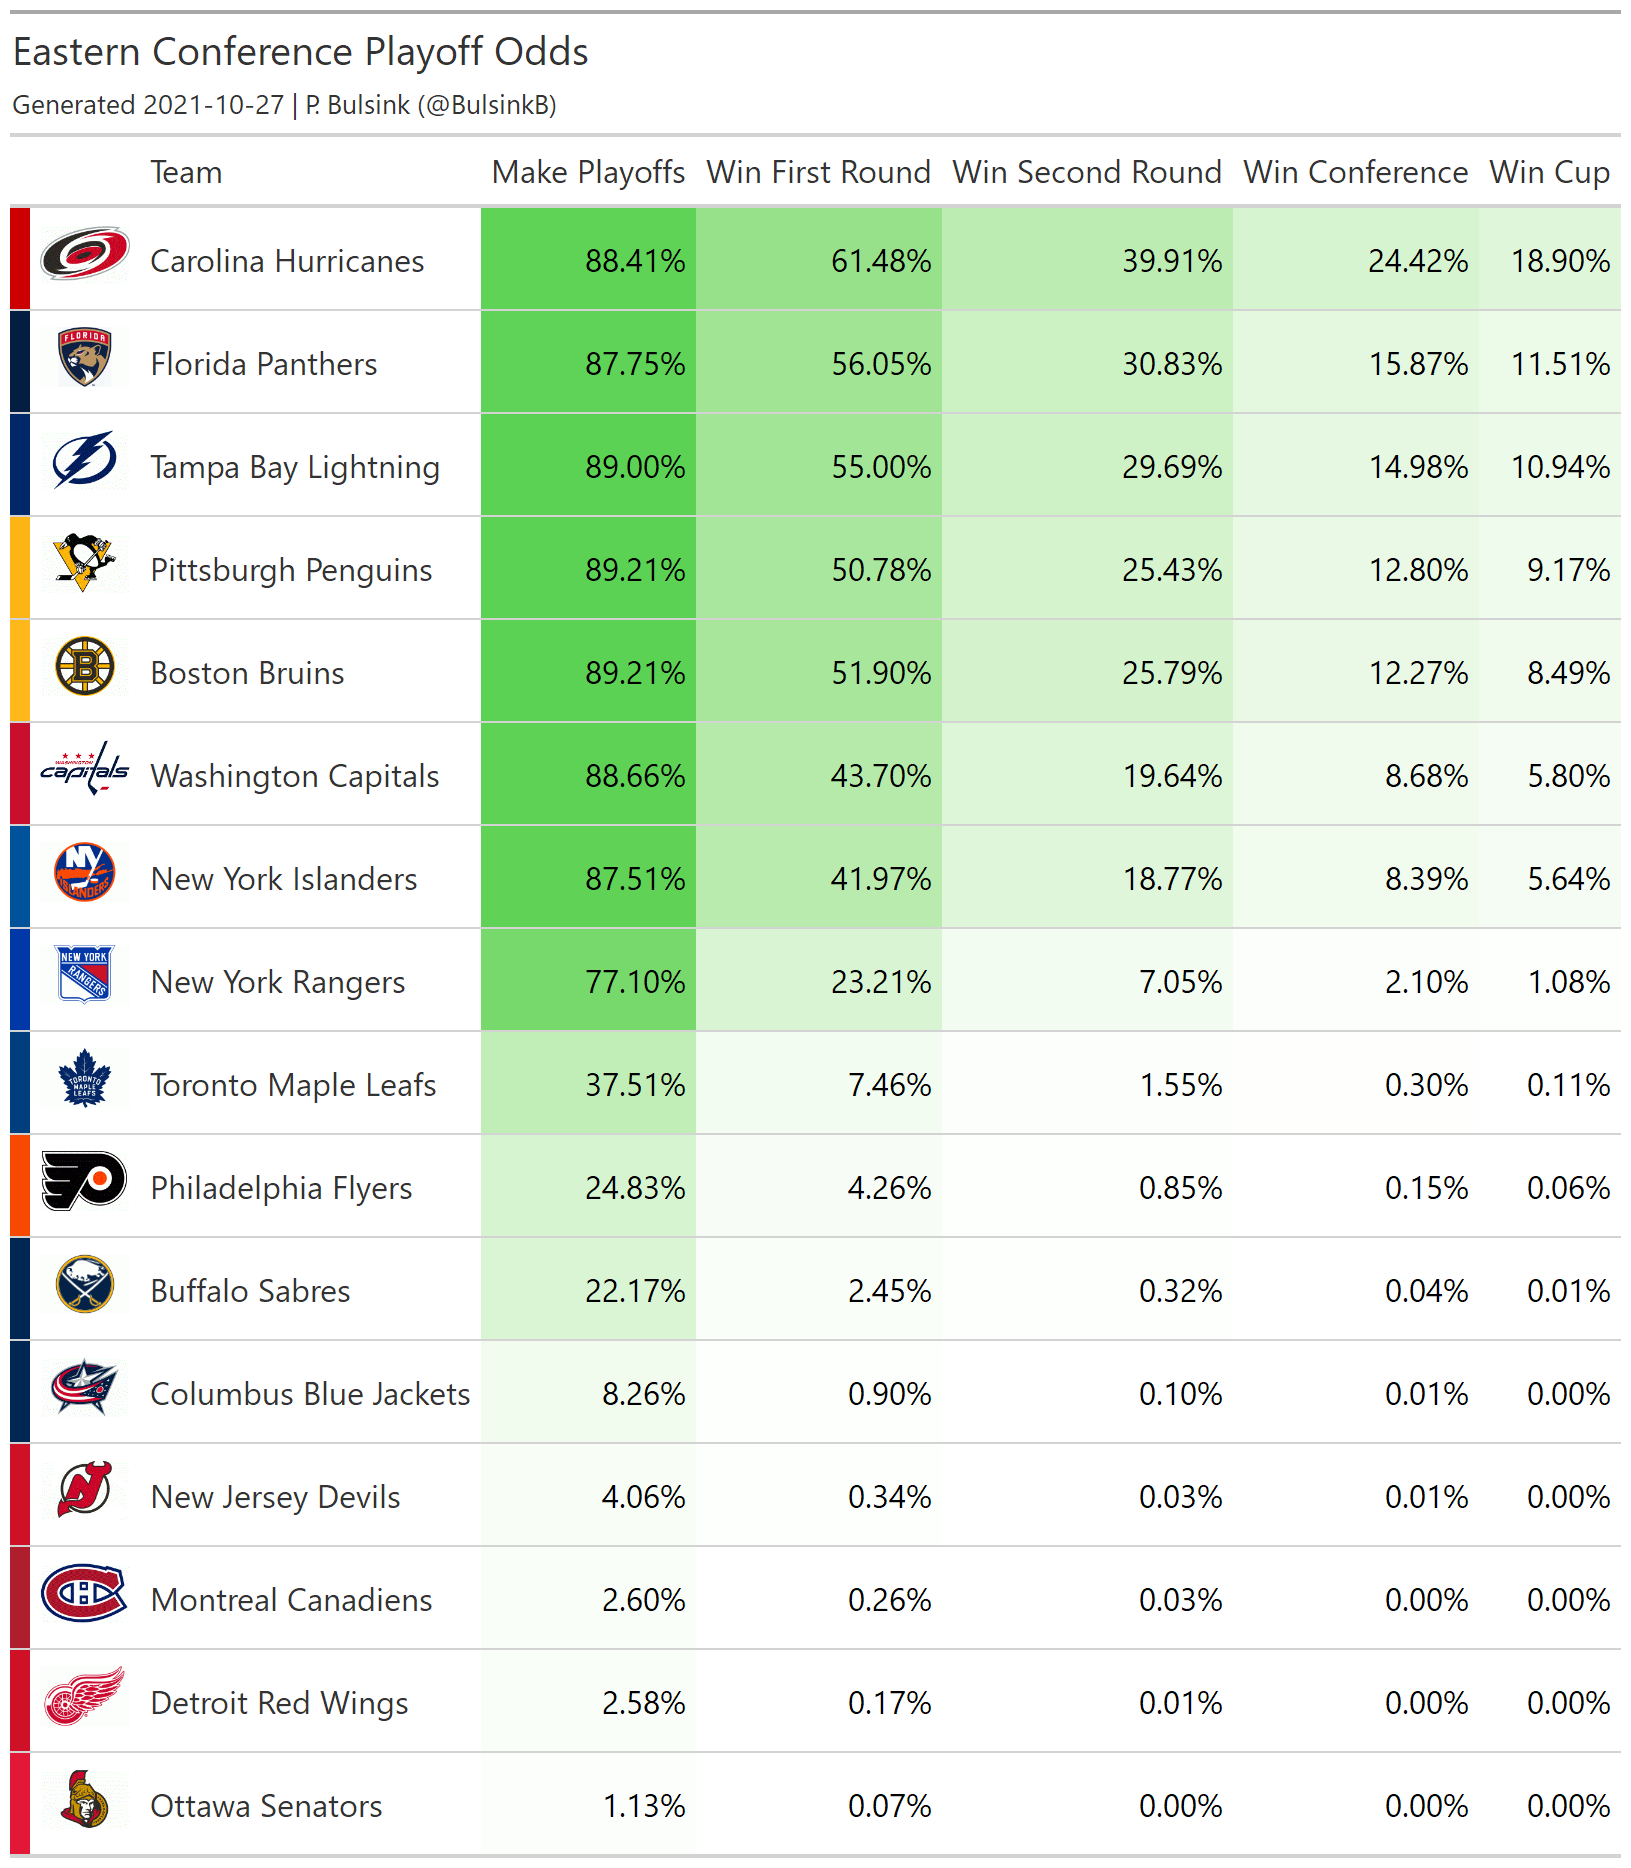 Eastern Conference Playoff Odds
Generated 2021-10-27 | P. Bulsink (@BulsinkB)
Team Make Playoffs Win First Round Win Second Round Win Conference Win Cup
Carolina Hurricanes 88.41% 61.48% 39.91% 24.42% 18.90%
FLORIDA
Florida Panthers 87.75% 56.05% 30.83% 15.87% 11.51%
Tampa Bay Lightning 89.00% 55.00% 29.69% 14.98% 10.94%
Pittsburgh Penguins 89.21% 50.78% 25.43% 12.80% 9.17%
B
Boston Bruins 89.21% 51.90% 25.79% 12.27% 8.49%
WASHINGTON
capitals
Washington Capitals 88.66% 43.70% 19.64% 8.68% 5.80%
NY
ISLANDERS
New York Islanders 87.51% 41.97% 18.77% 8.39% 5.64%
NEW YORK
RANGERS
New York Rangers 77.10% 23.21% 7.05% 2.10% 1.08%
TORONTO
MAPLE
LEAFS
Toronto Maple Leafs 37.51% 7.46% 1.55% 0.30% 0.11%
Philadelphia Flyers 24.83% 4.26% 0.85% 0.15% 0.06%
Buffalo Sabres 22.17% 2.45% 0.32% 0.04% 0.01%
Columbus Blue Jackets 8.26% 0.90% 0.10% 0.01% 0.00%
New Jersey Devils 4.06% 0.34% 0.03% 0.01% 0.00%
Montreal Canadiens 2.60% 0.26% 0.03% 0.00% 0.00%
Detroit Red Wings 2.58% 0.17% 0.01% 0.00% 0.00%
Ottawa Senators 1.13% 0.07% 0.00% 0.00% 0.00%